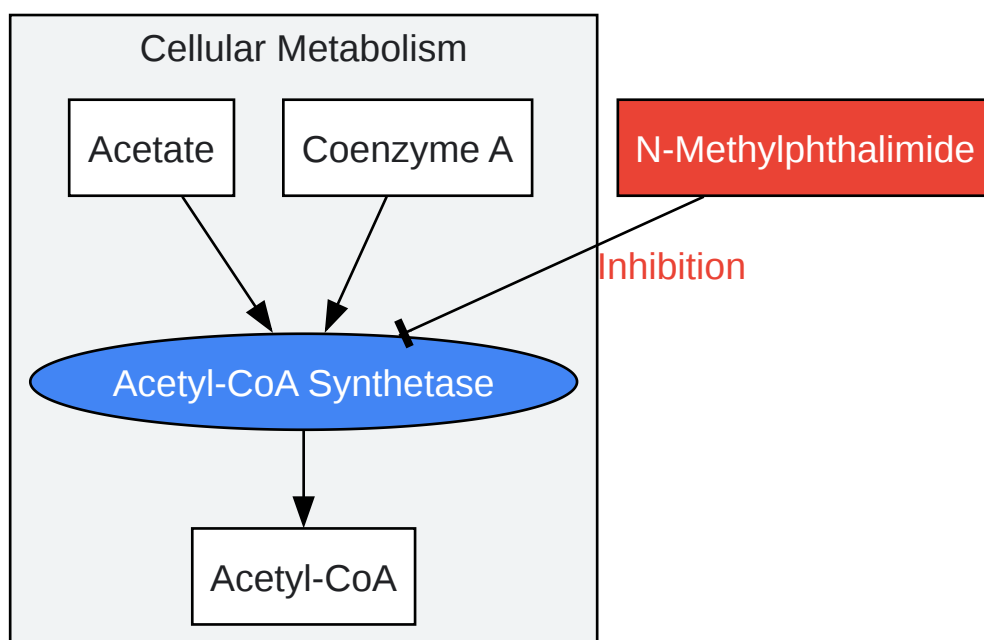 Cellular Metabolism
Acetate
Coenzyme A
N-Methylphthalimide
Inhibition
Acetyl-CoA Synthetase
Acetyl-CoA